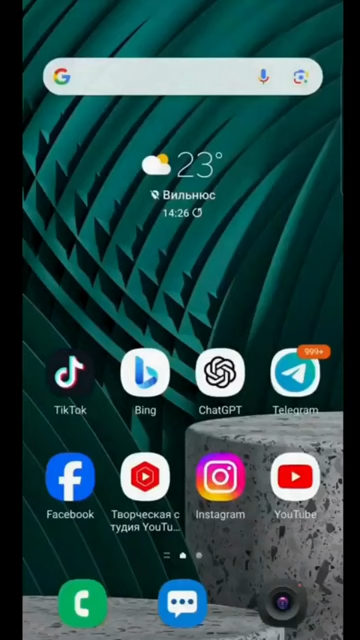 23°
Вильнюс
14:26
999+
TikTok
Bing
ChatGPT
Telegram
Facebook
Творческая с
тудия YouTu...
Instagram
YouTube